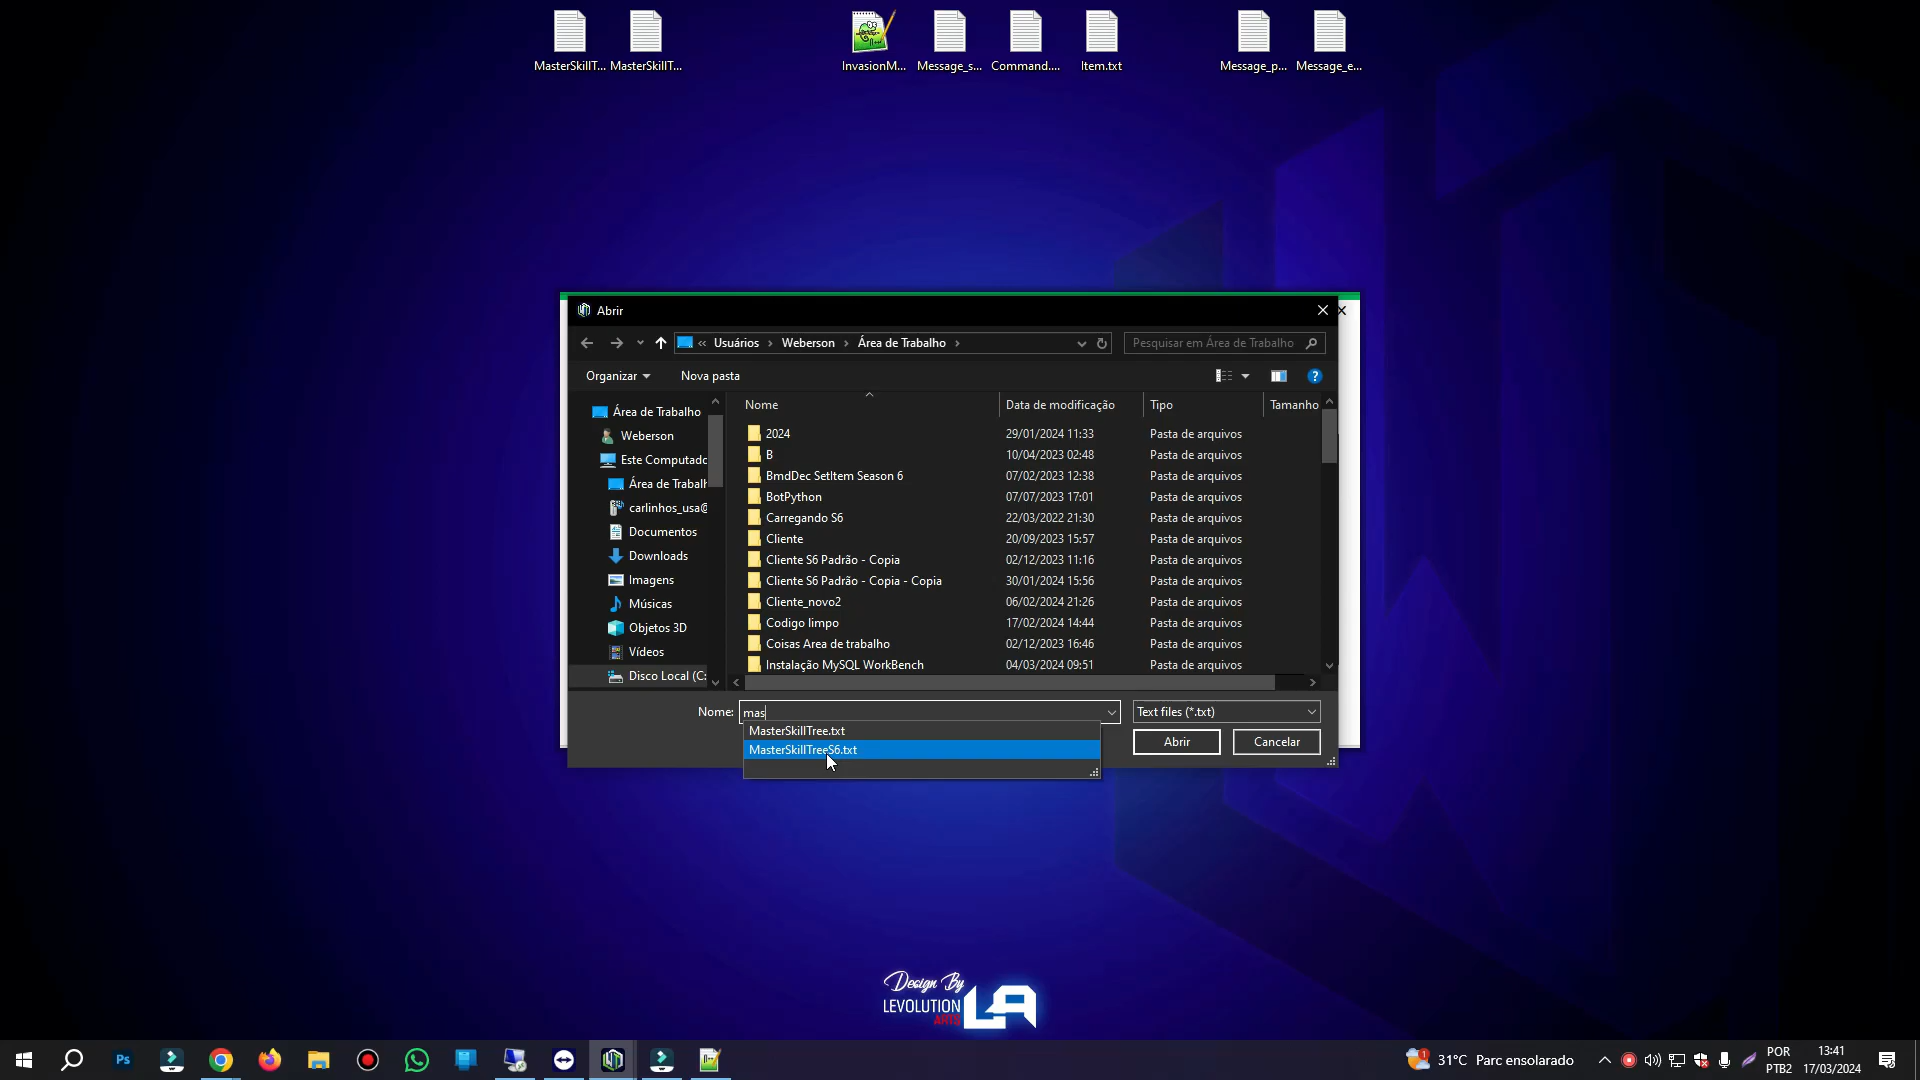 MasterSkillT... MasterSkillT... InvasionM... Message_s... Command.... Item.txt Message_p... Message_e...
Abrir
« Usuários › Weberson › Área de Trabalho ›
Pesquisar em Área de Trabalho
Organizar
Nova pasta
Área de Trabalho
Weberson
Este Computado
Área de Trabalh
carlinhos_usa@
Documentos
Downloads
Imagens
Músicas
Objetos 3D
Vídeos
Disco Local (C:
Nome Data de modificação Tipo Tamanho
2024 29/01/2024 11:33 Pasta de arquivos
B 10/04/2023 02:48 Pasta de arquivos
BmdDec SetItem Season 6 07/02/2023 12:38 Pasta de arquivos
BotPython 07/07/2023 17:01 Pasta de arquivos
Carregando S6 22/03/2022 21:30 Pasta de arquivos
Cliente 20/09/2023 15:57 Pasta de arquivos
Cliente S6 Padrão - Copia 02/12/2023 11:16 Pasta de arquivos
Cliente S6 Padrão - Copia - Copia 30/01/2024 15:56 Pasta de arquivos
Cliente_novo2 06/02/2024 21:26 Pasta de arquivos
Codigo limpo 17/02/2024 14:44 Pasta de arquivos
Coisas Area de trabalho 02/12/2023 16:46 Pasta de arquivos
Instalação MySQL WorkBench 04/03/2024 09:51 Pasta de arquivos
Nome: mas
Text files (*.txt)
MasterSkillTree.txt
MasterSkillTreeS6.txt
Abrir
Cancelar
Design By
LEVOLUTION
ARTS
LA
Ps
1
31°C Parc ensolarado
POR
PTB2
13:41
17/03/2024